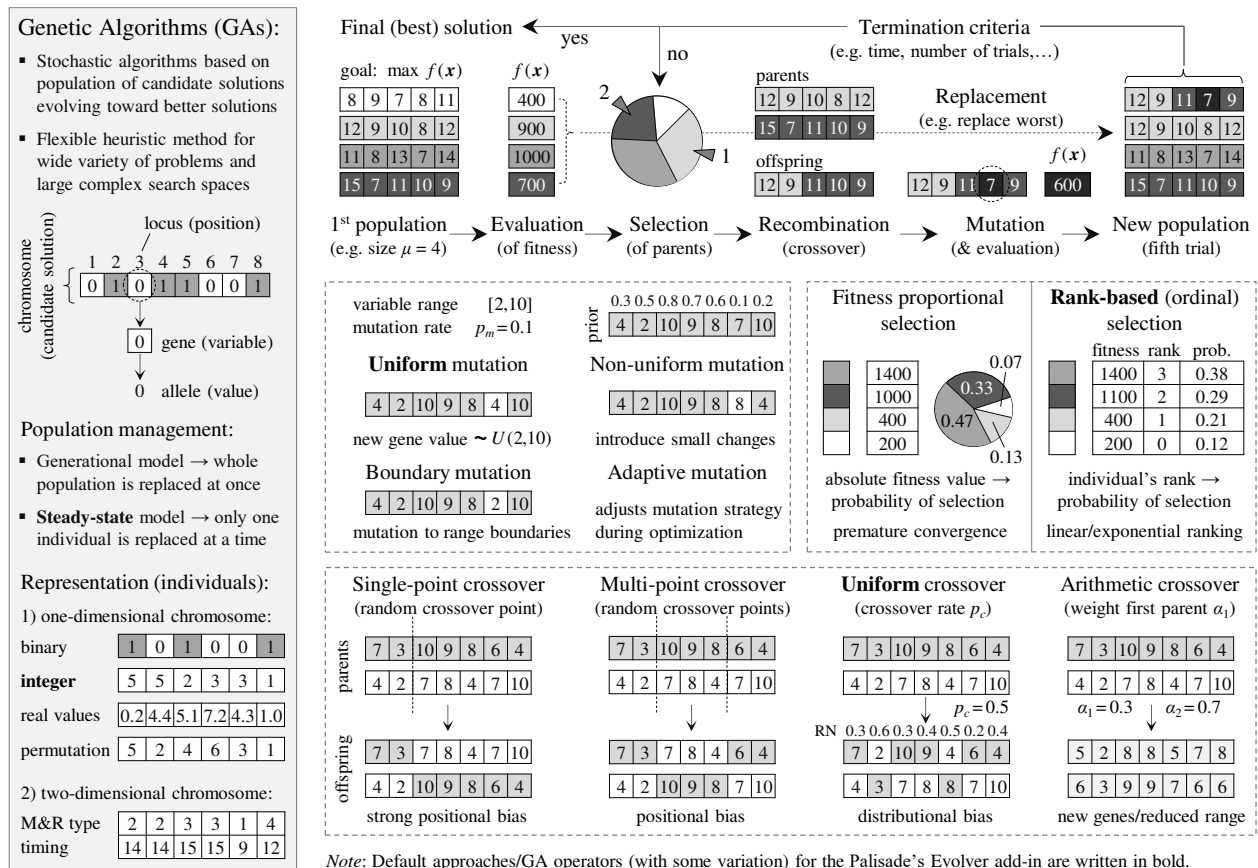 Genetic Algorithms (GAs):
▪ Stochastic algorithms based on
population of candidate solutions
evolving toward better solutions
▪ Flexible heuristic method for
wide variety of problems and
large complex search spaces
locus (position)
chromosome
(candidate solution)
1 2 3 4 5 6 7 8
0 1 0 1 1 0 0 1
0 gene (variable)
0 allele (value)
Population management:
▪ Generational model → whole
population is replaced at once
▪ Steady-state model → only one
individual is replaced at a time
Representation (individuals):
1) one-dimensional chromosome:
binary 1 0 1 0 0 1
integer 5 5 2 3 3 1
real values 0.2 4.4 5.1 7.2 4.3 1.0
permutation 5 2 4 6 3 1
2) two-dimensional chromosome:
M&R type 2 2 3 3 1 4
timing 14 14 15 15 9 12
Final (best) solution
yes
no
Termination criteria
(e.g. time, number of trials,…)
goal: max f(x)
8 9 7 8 11
12 9 10 8 12
11 8 13 7 14
15 7 11 10 9
f(x)
400
900
1000
700
2
1
parents
12 9 10 8 12
15 7 11 10 9
offspring
12 9 11 10 9
Replacement
(e.g. replace worst)
12 9 11 7 9
f(x)
600
12 9 11 7 9
12 9 10 8 12
11 8 13 7 14
15 7 11 10 9
1st population
(e.g. size μ = 4)
Evaluation
(of fitness)
Selection
(of parents)
Recombination
(crossover)
Mutation
(& evaluation)
New population
(fifth trial)
variable range [2,10]
mutation rate pm = 0.1
prior
0.3 0.5 0.8 0.7 0.6 0.1 0.2
4 2 10 9 8 7 10
Uniform mutation
4 2 10 9 8 4 10
new gene value ~ U(2,10)
Non-uniform mutation
4 2 10 9 8 8 4
introduce small changes
Boundary mutation
4 2 10 9 8 2 10
mutation to range boundaries
Adaptive mutation
adjusts mutation strategy
during optimization
Fitness proportional
selection
1400
1000
400
200
0.33
0.07
0.47
0.13
absolute fitness value →
probability of selection
premature convergence
Rank-based (ordinal)
selection
fitness rank prob.
1400 3 0.38
1100 2 0.29
400 1 0.21
200 0 0.12
individual's rank →
probability of selection
linear/exponential ranking
parents
offspring
Single-point crossover
(random crossover point)
7 3 10 9 8 6 4
4 2 7 8 4 7 10
7 3 7 8 4 7 10
4 2 10 9 8 6 4
strong positional bias
Multi-point crossover
(random crossover points)
7 3 10 9 8 6 4
4 2 7 8 4 7 10
7 3 7 8 4 6 4
4 2 10 9 8 7 10
positional bias
Uniform crossover
(crossover rate pc)
7 3 10 9 8 6 4
4 2 7 8 4 7 10
pc = 0.5
RN 0.3 0.6 0.3 0.4 0.5 0.2 0.4
7 2 10 9 4 6 4
4 3 7 8 8 7 10
distributional bias
Arithmetic crossover
(weight first parent α1)
7 3 10 9 8 6 4
4 2 7 8 4 7 10
α1 = 0.3 α2 = 0.7
5 2 8 8 5 7 8
6 3 9 9 7 6 6
new genes/reduced range
Note: Default approaches/GA operators (with some variation) for the Palisade's Evolver add-in are written in bold.